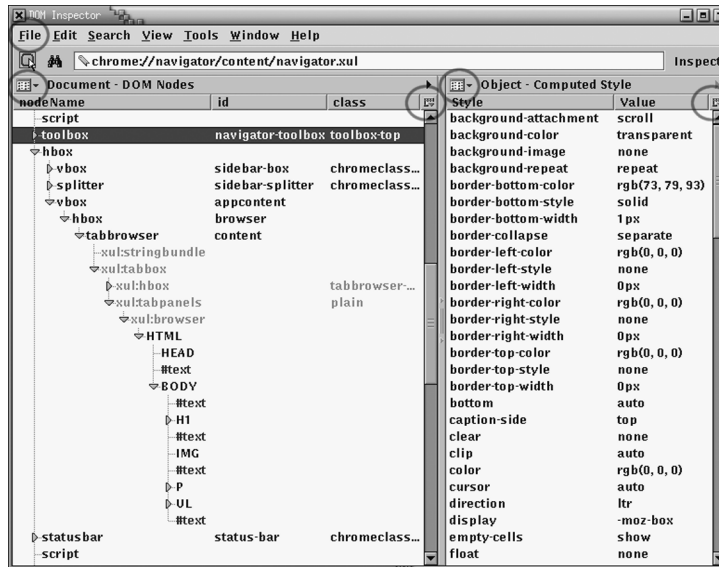 DOM Inspector
File Edit Search View Tools Window Help
chrome://navigator/content/navigator.xul Inspec
Document - DOM Nodes
nodeName id class
script
toolbox navigator-toolbox toolbox-top
hbox
vbox sidebar-box chromeclass...
splitter sidebar-splitter chromeclass...
vbox appcontent
hbox browser
tabbrowser content
xul:stringbundle
xul:tabbox
xul:hbox tabbrowser-...
xul:tabpanels plain
xul:browser
HTML
HEAD
#text
BODY
#text
H1
#text
IMG
#text
P
UL
#text
statusbar status-bar chromeclass...
script
Object - Computed Style
Style Value
background-attachment scroll
background-color transparent
background-image none
background-repeat repeat
border-bottom-color rgb(73, 79, 93)
border-bottom-style solid
border-bottom-width 1px
border-collapse separate
border-left-color rgb(0, 0, 0)
border-left-style none
border-left-width 0px
border-right-color rgb(0, 0, 0)
border-right-style none
border-right-width 0px
border-top-color rgb(0, 0, 0)
border-top-style none
border-top-width 0px
bottom auto
caption-side top
clear none
clip auto
color rgb(0, 0, 0)
cursor auto
direction ltr
display -moz-box
empty-cells show
float none